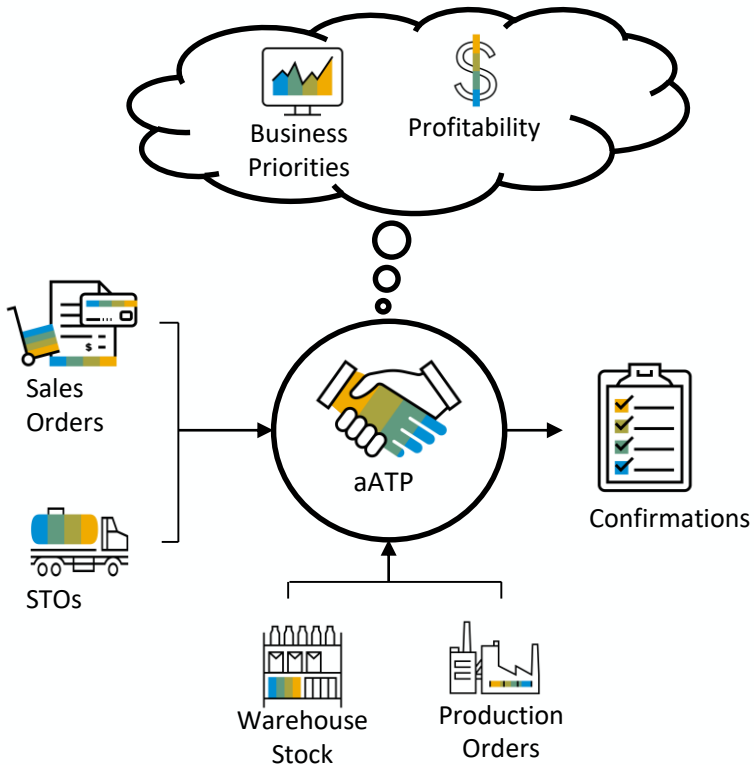 Business
Priorities
Profitability
Sales
Orders
$ =
aATP
Confirmations
STOs
Warehouse
Stock
Production
Orders